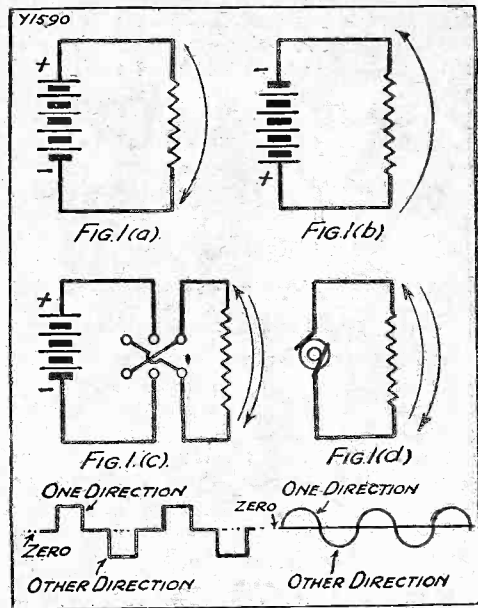 Y1590
+
-
-
+
FIG.1(a).
FIG.1(b)
+
-
FIG.1.(c).
FIG.1(d)
ONE DIRECTION
ZERO
OTHER DIRECTION
ZERO
ONE DIRECTION
OTHER DIRECTION